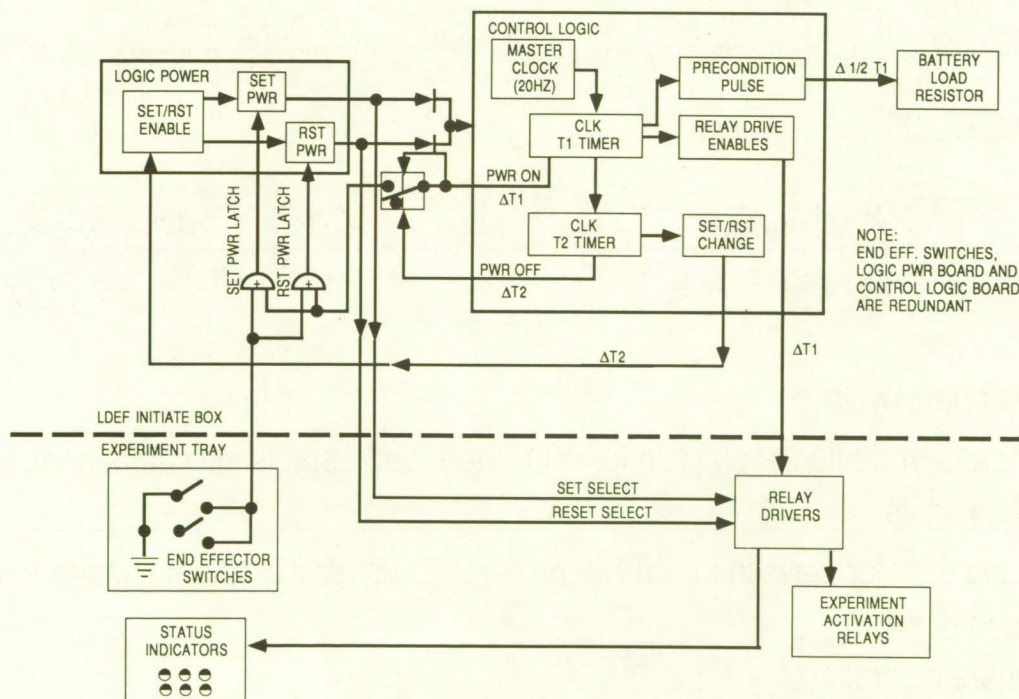 CONTROL LOGIC
MASTER
CLOCK
(20HZ)
PRECONDITION
PULSE
Δ 1/2 T1
BATTERY
LOAD
RESISTOR
LOGIC POWER
SET
PWR
SET/RST
ENABLE
RST
PWR
CLK
T1 TIMER
RELAY DRIVE
ENABLES
PWR ON
ΔT1
SET PWR LATCH
RST PWR LATCH
+
+
CLK
T2 TIMER
SET/RST
CHANGE
PWR OFF
ΔT2
NOTE:
END EFF. SWITCHES,
LOGIC PWR BOARD AND
CONTROL LOGIC BOARD
ARE REDUNDANT
ΔT2
ΔT1
LDEF INITIATE BOX
EXPERIMENT TRAY
SET SELECT
RESET SELECT
RELAY
DRIVERS
END EFFECTOR
SWITCHES
STATUS
INDICATORS
EXPERIMENT
ACTIVATION
RELAYS